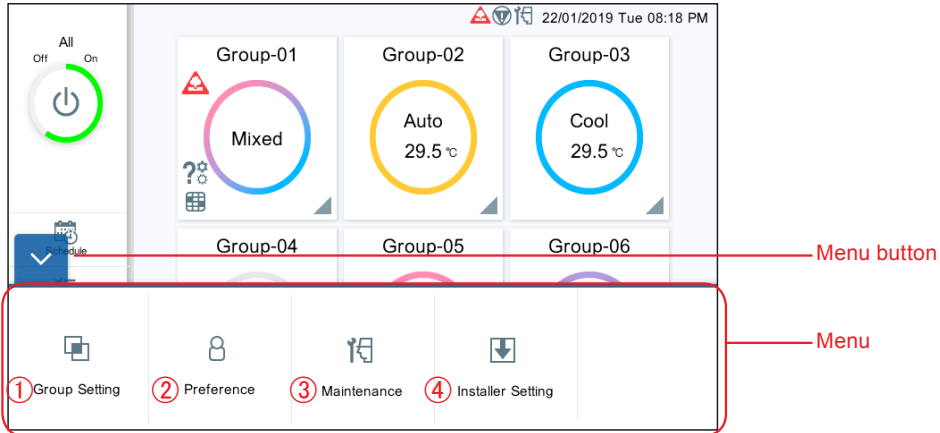 22/01/2019 Tue 08:18 PM
All
Off On
Group-01
Group-02
Group-03
Mixed
Auto
29.5 ℃
Cool
29.5 ℃
Schedule
Group-04
Group-05
Group-06
Menu button
Menu
① Group Setting
② Preference
③ Maintenance
④ Installer Setting